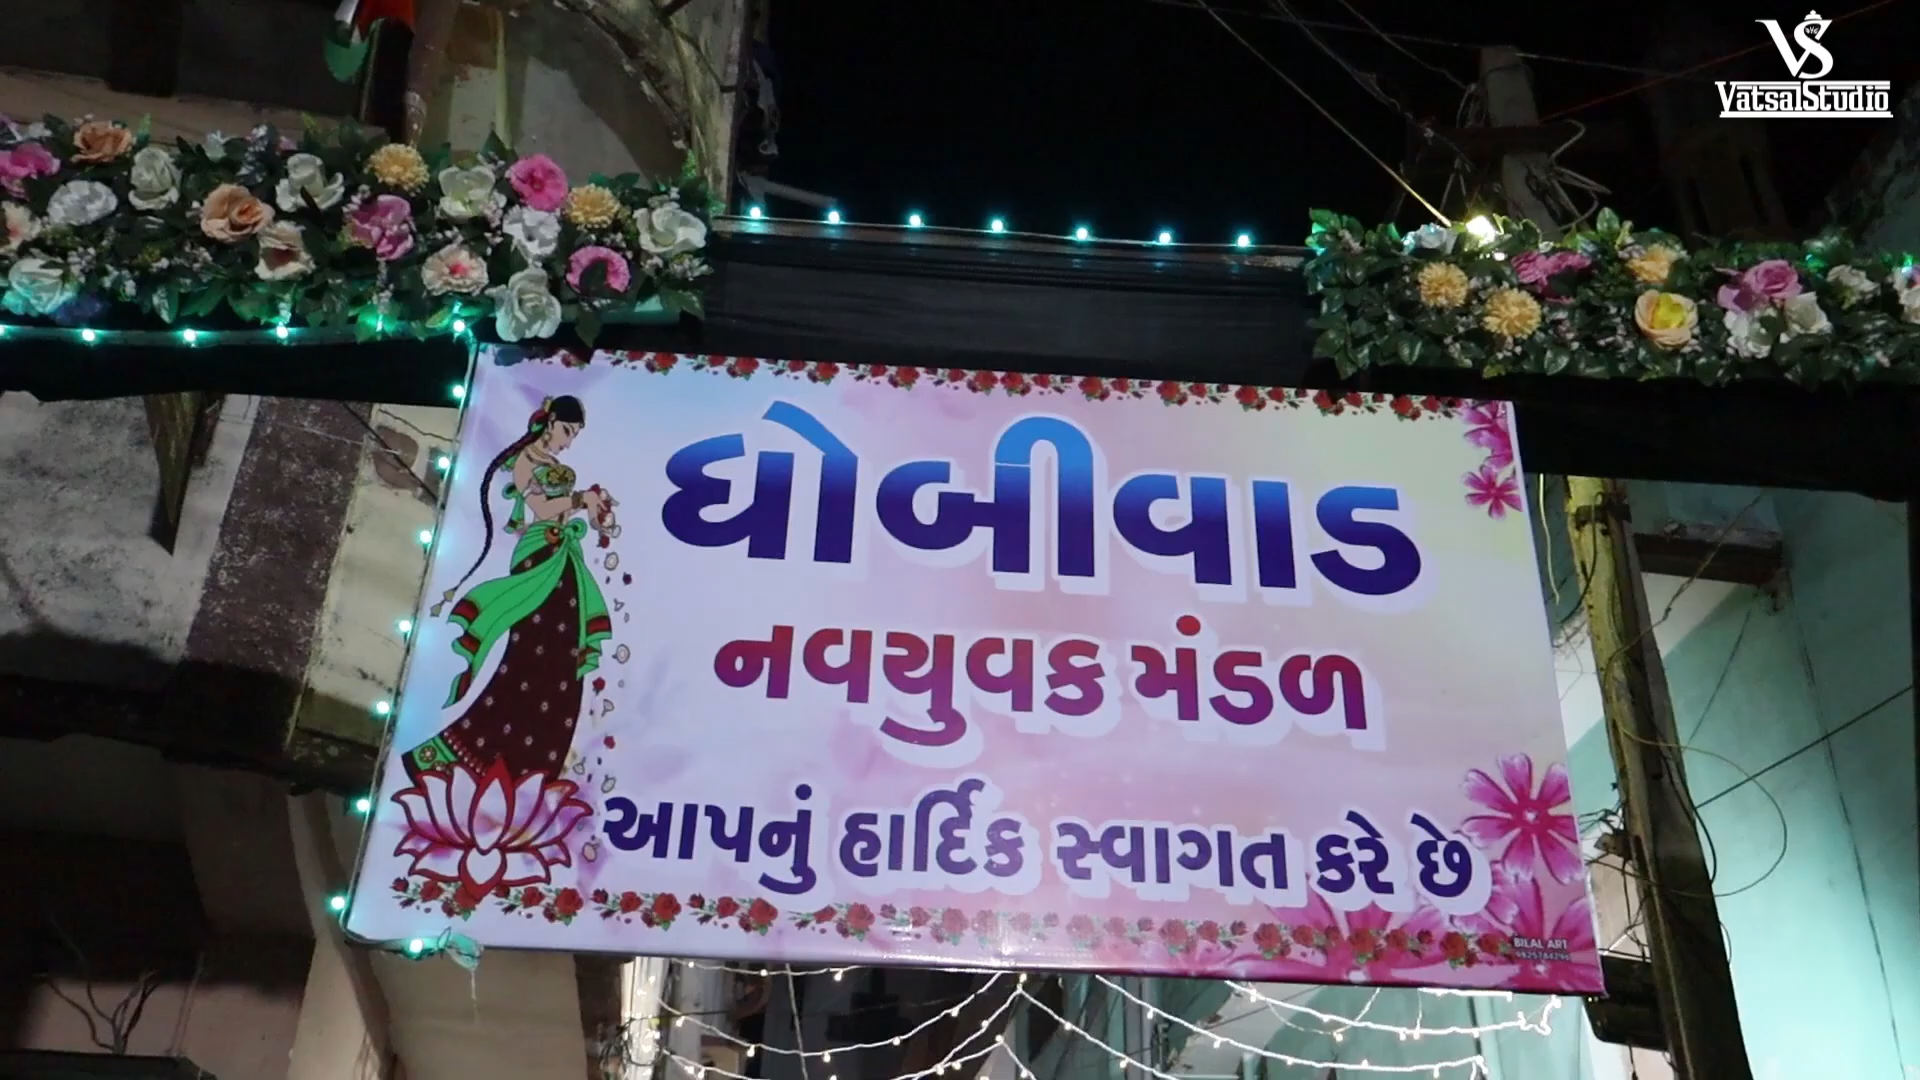 VS
VatsalStudio
ધોબીવાડ
નવયુવક મંડળ
આપનું હાર્દિક સ્વાગત કરે છે
BILAL ART